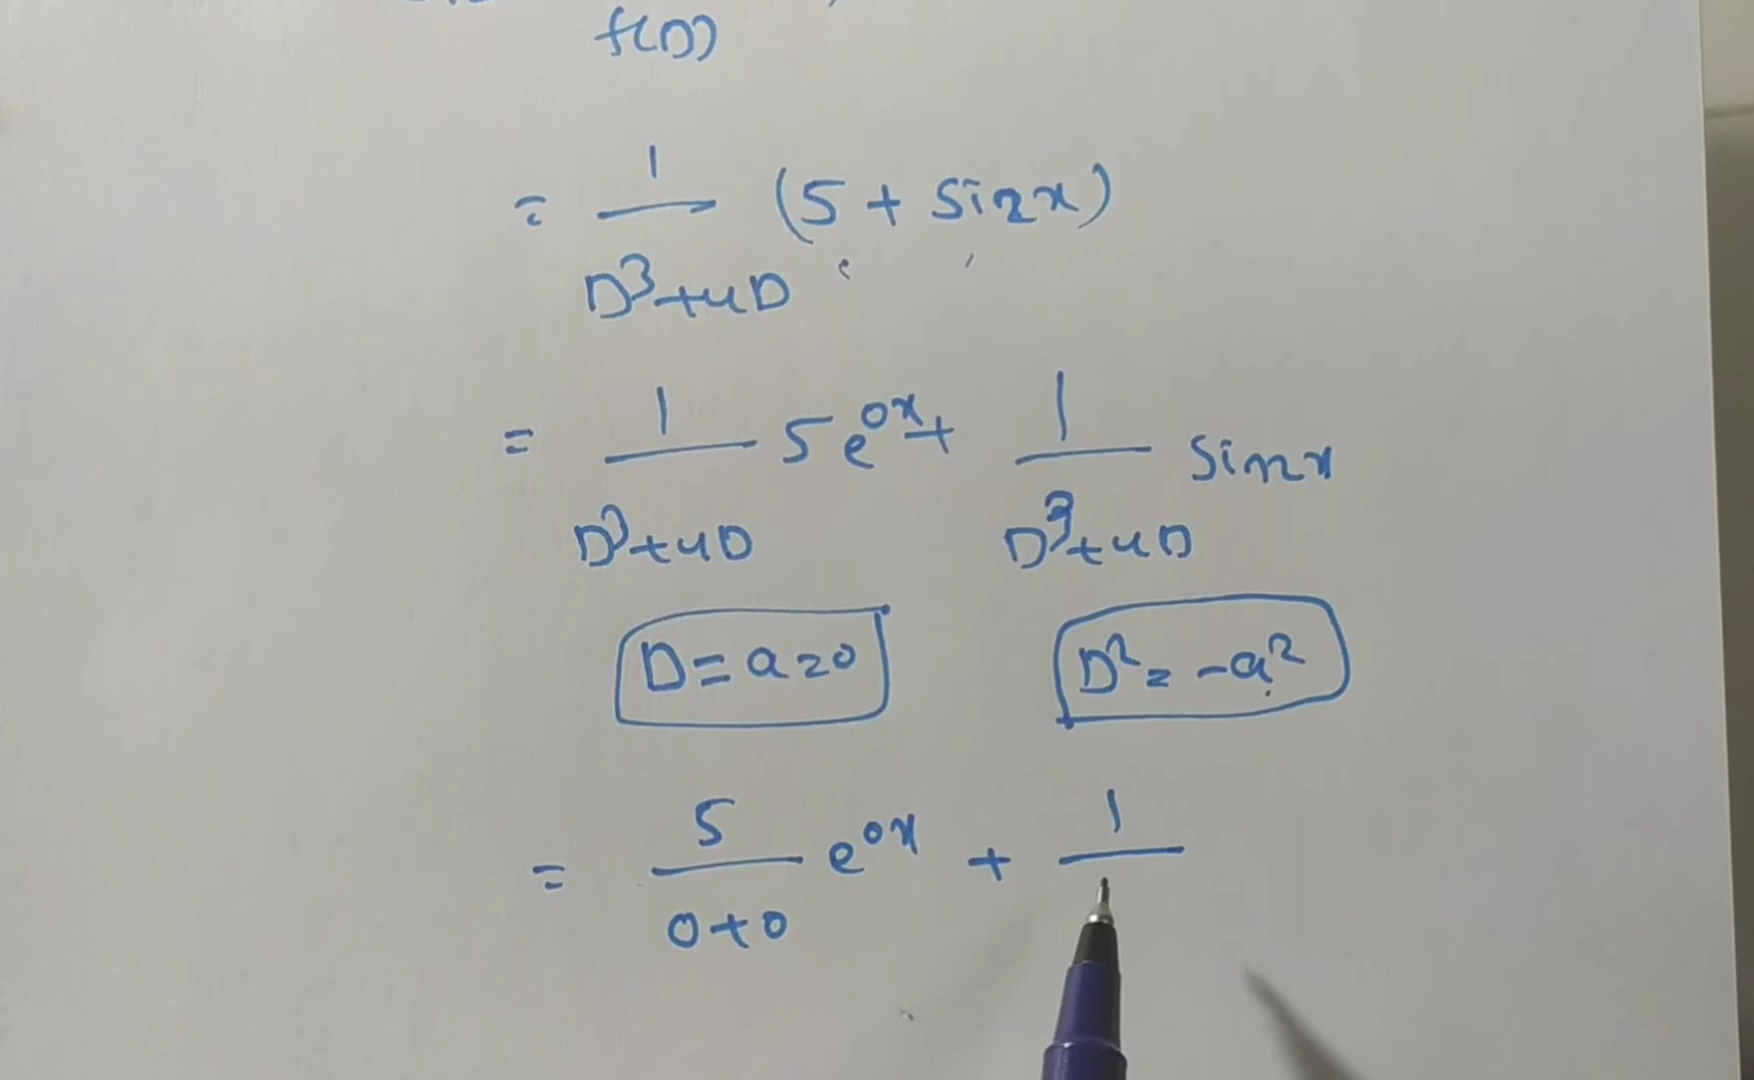 f(D)
= 1/(D³+4D) (5 + sin2x)
= 1/(D³+4D) 5e^(0x) + 1/(D³+4D) sin2x
D = a = 0    D² = -a²
= 5/(0+0) e^(0x) + 1/